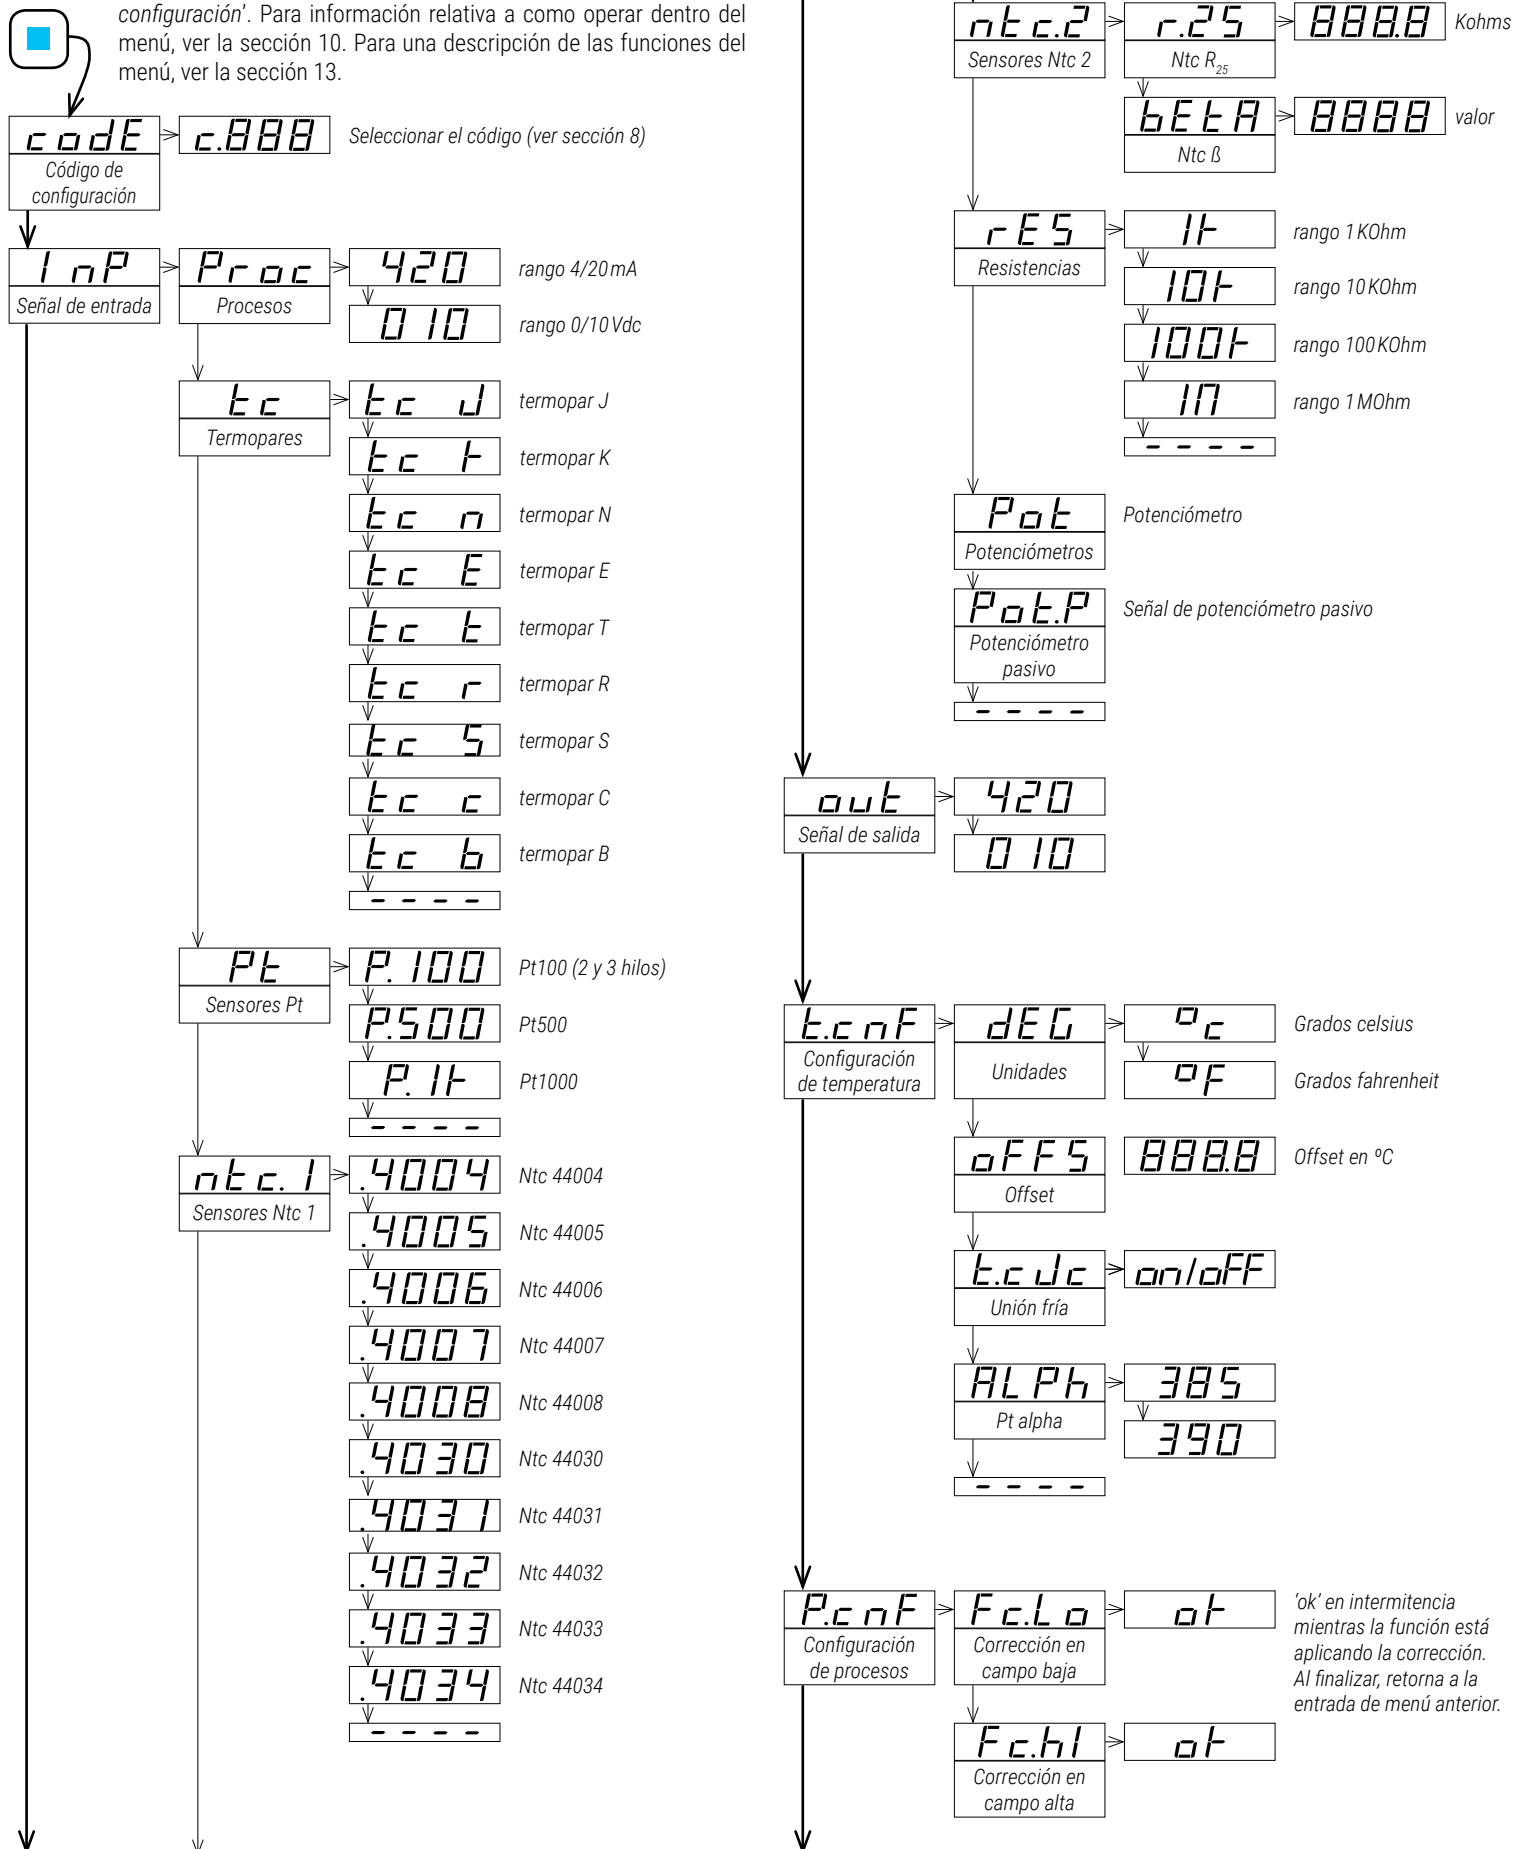 configuración'. Para información relativa a como operar dentro del
menú, ver la sección 10. Para una descripción de las funciones del
menú, ver la sección 13.
codE c.888 Seleccionar el código (ver sección 8)
Código de
configuración
InP Proc 420 rango 4/20 mA
Señal de entrada Procesos
010 rango 0/10 Vdc
tc tc J termopar J
Termopares
tc k termopar K
tc n termopar N
tc E termopar E
tc t termopar T
tc r termopar R
tc S termopar S
tc c termopar C
tc b termopar B
----
Pt P.100 Pt100 (2 y 3 hilos)
Sensores Pt
P.500 Pt500
P.1k Pt1000
----
ntc.1 .4004 Ntc 44004
Sensores Ntc 1
.4005 Ntc 44005
.4006 Ntc 44006
.4007 Ntc 44007
.4008 Ntc 44008
.4030 Ntc 44030
.4031 Ntc 44031
.4032 Ntc 44032
.4033 Ntc 44033
.4034 Ntc 44034
----
ntc.2 r.25 888.8 Kohms
Sensores Ntc 2 Ntc R25
bEtA 8888 valor
Ntc ß
rES 1k rango 1 KOhm
Resistencias
10k rango 10 KOhm
100k rango 100 KOhm
1M rango 1 MOhm
----
Pot Potenciómetro
Potenciómetros
Pot.P Señal de potenciómetro pasivo
Potenciómetro
pasivo
----
out 420
Señal de salida
010
t.cnF dEG ºc Grados celsius
Configuración
de temperatura Unidades
ºF Grados fahrenheit
oFFS 888.8 Offset en ºC
Offset
t.cJc on/oFF
Unión fría
ALPh 385
Pt alpha
390
----
P.cnF Fc.Lo ok
Configuración
de procesos
Corrección en
campo baja
'ok' en intermitencia
mientras la función está
aplicando la corrección.
Al finalizar, retorna a la
entrada de menú anterior.
Fc.hI ok
Corrección en
campo alta